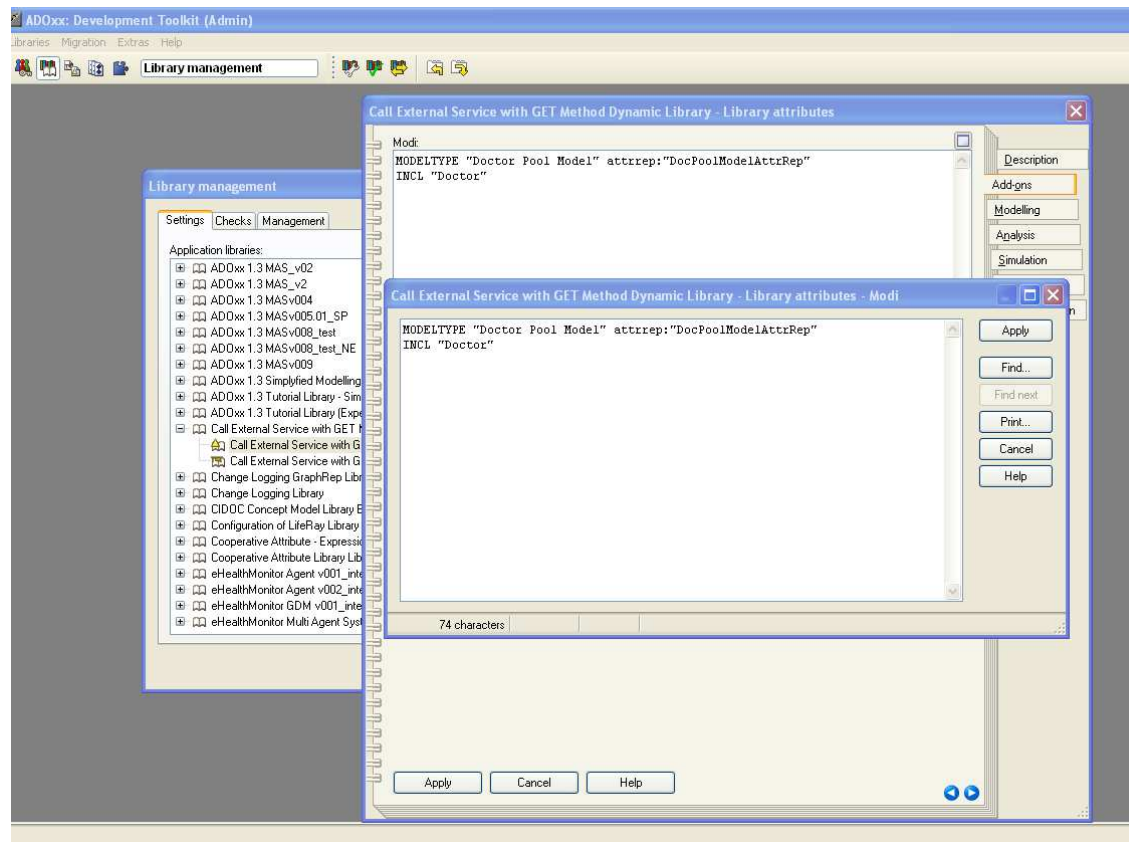 ADOxx: Development Toolkit (Admin)
Libraries Migration Extras Help
Library management
Call External Service with GET Method Dynamic Library - Library attributes
Modi:
MODELTYPE "Doctor Pool Model" attrrep:"DocPoolModelAttrRep"
INCL "Doctor"
Description
Add-ons
Modelling
Analysis
Simulation
Library management
Settings Checks Management
Application libraries:
ADOxx 1.3 MAS_v02
ADOxx 1.3 MAS_v2
ADOxx 1.3 MASv004
ADOxx 1.3 MASv005.01_SP
ADOxx 1.3 MASv008_test
ADOxx 1.3 MASv008_test_NE
ADOxx 1.3 MASv009
ADOxx 1.3 Simplyfied Modelling
ADOxx 1.3 Tutorial Library - Sim
ADOxx 1.3 Tutorial Library (Expe
Call External Service with GET M
Call External Service with G
Call External Service with G
Change Logging GraphRep Libr
Change Logging Library
CIDOC Concept Model Library E
Configuration of LifeRay Library
Cooperative Attribute - Expressio
Cooperative Attribute Library Lib
eHealthMonitor Agent v001_inte
eHealthMonitor Agent v002_inte
eHealthMonitor GDM v001_inte
eHealthMonitor Multi Agent Syst
Call External Service with GET Method Dynamic Library - Library attributes - Modi
MODELTYPE "Doctor Pool Model" attrrep:"DocPoolModelAttrRep"
INCL "Doctor"
Apply
Find...
Find next
Print...
Cancel
Help
74 characters
Apply Cancel Help